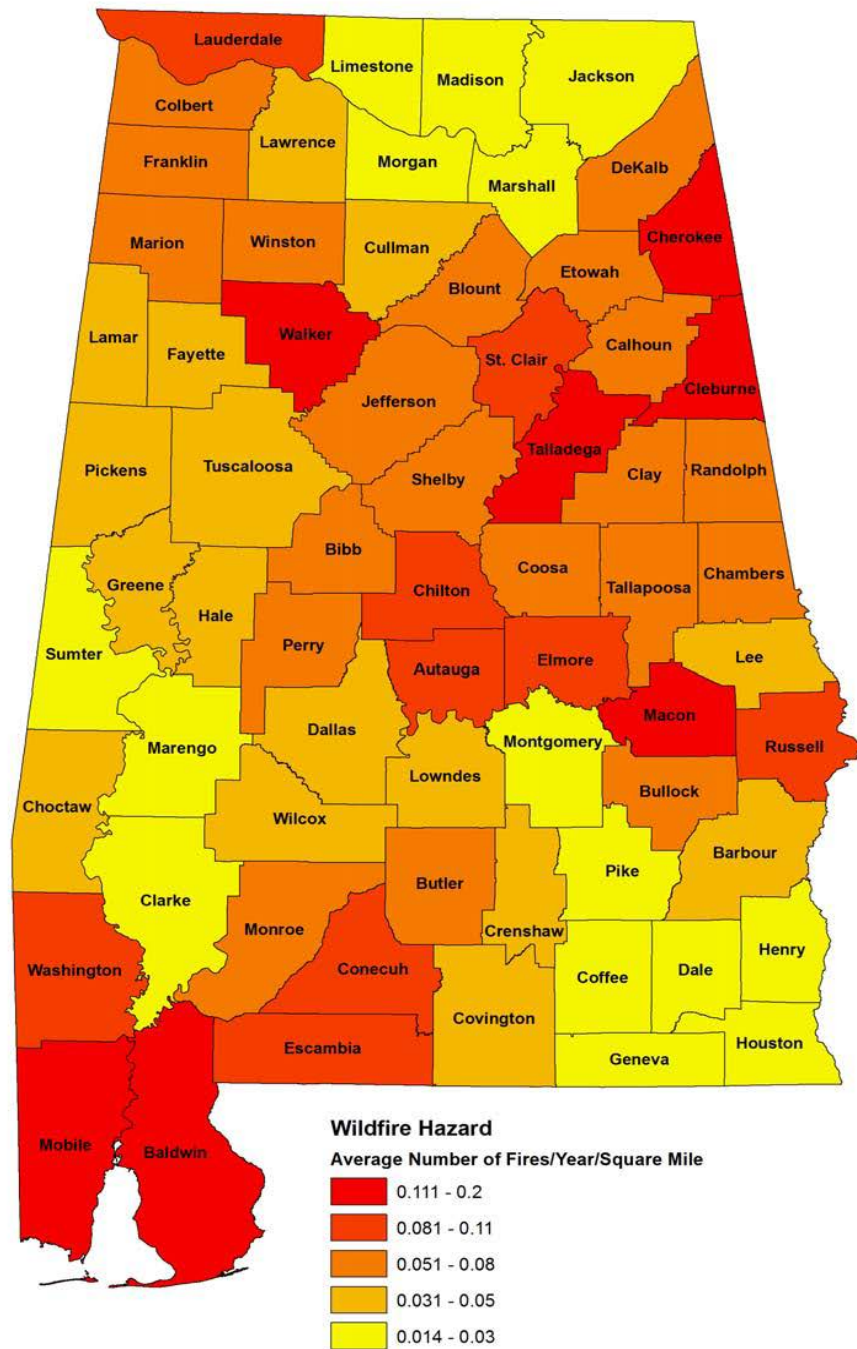 Lauderdale
Limestone
Madison
Jackson
Colbert
Lawrence
Franklin
Morgan
Marshall
DeKalb
Marion
Winston
Cullman
Cherokee
Etowah
Blount
Lamar
Fayette
Walker
St. Clair
Calhoun
Cleburne
Jefferson
Pickens
Tuscaloosa
Talladega
Shelby
Clay
Randolph
Bibb
Greene
Hale
Chilton
Coosa
Tallapoosa
Chambers
Sumter
Perry
Autauga
Elmore
Lee
Marengo
Dallas
Macon
Montgomery
Russell
Choctaw
Lowndes
Bullock
Wilcox
Barbour
Clarke
Butler
Pike
Monroe
Crenshaw
Henry
Washington
Conecuh
Coffee
Dale
Covington
Escambia
Geneva
Houston
Mobile
Baldwin
Wildfire Hazard
Average Number of Fires/Year/Square Mile
0.111 - 0.2
0.081 - 0.11
0.051 - 0.08
0.031 - 0.05
0.014 - 0.03